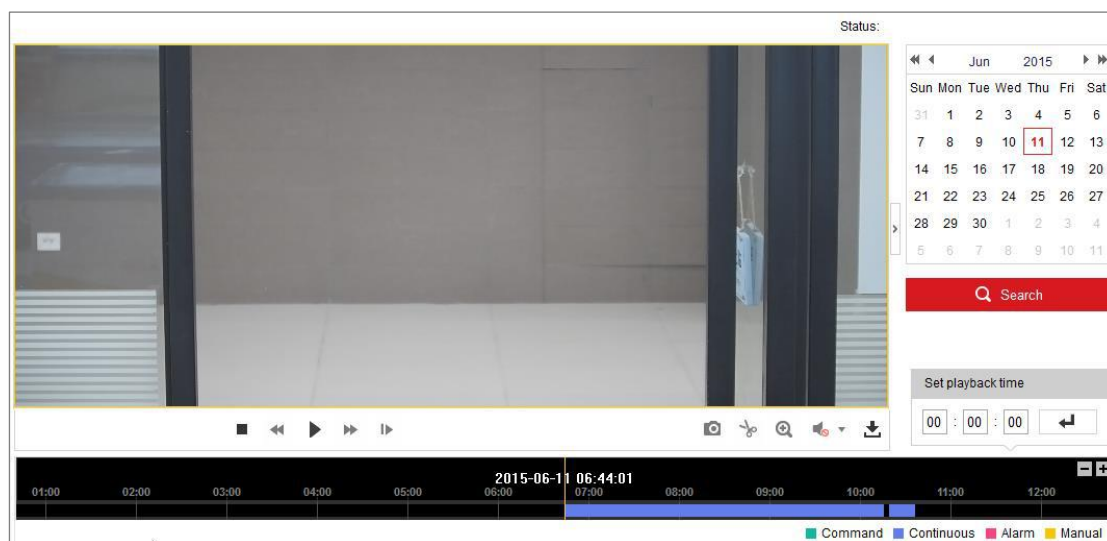 Status:
Jun 2015
Sun Mon Tue Wed Thu Fri Sat
31 1 2 3 4 5 6
7 8 9 10 11 12 13
14 15 16 17 18 19 20
21 22 23 24 25 26 27
28 29 30 1 2 3 4
5 6 7 8 9 10 11
Search
Set playback time
00 : 00 : 00
2015-06-11 06:44:01
01:00 02:00 03:00 04:00 05:00 06:00 07:00 08:00 09:00 10:00 11:00 12:00
Command Continuous Alarm Manual